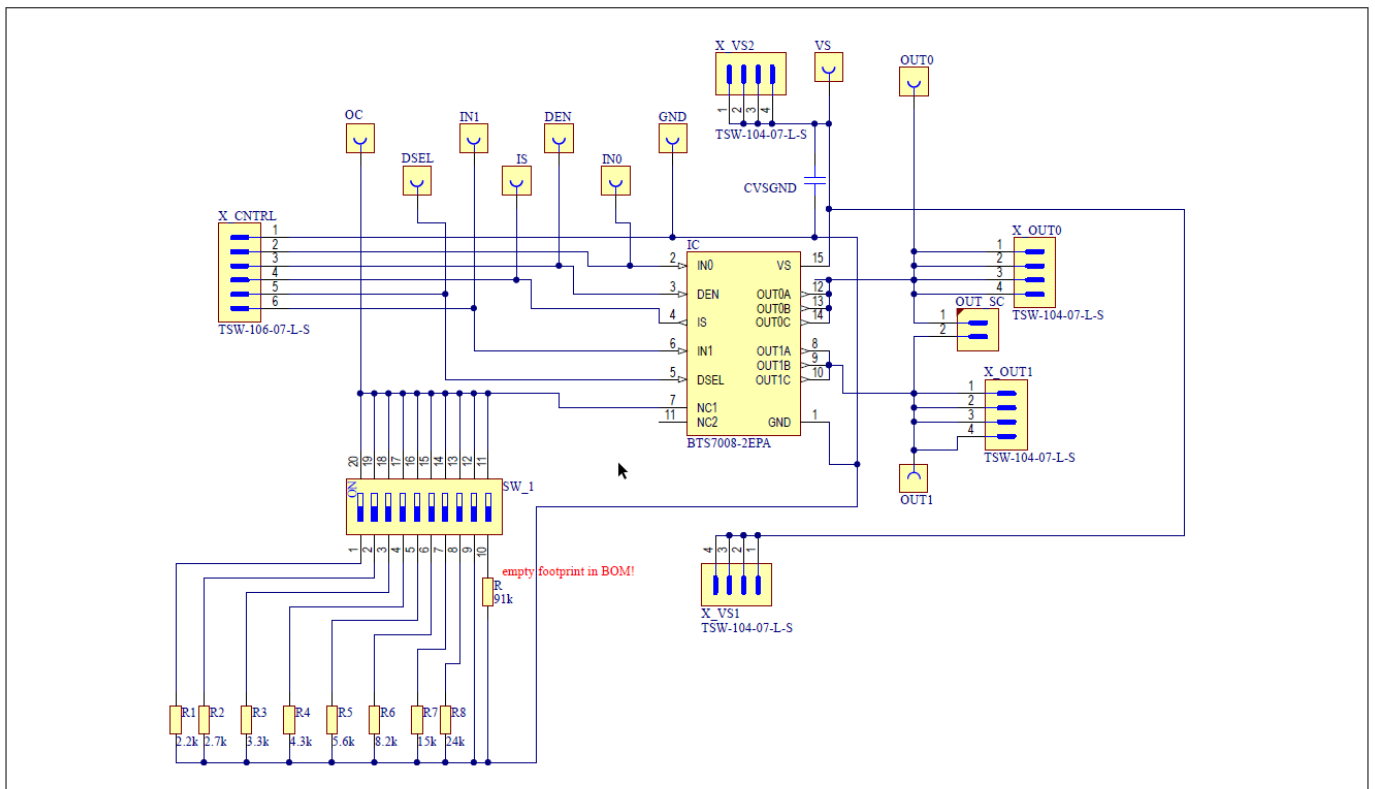 X_VS2
VS
OUT0
1
2
3
4
TSW-104-07-L-S
OC
IN1
DEN
GND
DSEL
IS
IN0
CVSGND
X_CNTRL
1
2
3
4
5
6
TSW-106-07-L-S
IC
2 IN0 VS 15
3 DEN OUT0A 12
OUT0B 13
4 IS OUT0C 14
6 IN1 OUT1A 8
OUT1B 9
5 DSEL OUT1C 10
7 NC1
11 NC2 GND 1
BTS7008-2EPA
X_OUT0
1
2
3
4
TSW-104-07-L-S
OUT_SC
1
2
X_OUT1
1
2
3
4
TSW-104-07-L-S
OUT1
20 19 18 17 16 15 14 13 12 11
ON
SW_1
1 2 3 4 5 6 7 8 9 10
empty footprint in BOM!
R
91k
4 3 2 1
X_VS1
TSW-104-07-L-S
R1 R2 R3 R4 R5 R6 R7 R8
2.2k 2.7k 3.3k 4.3k 5.6k 8.2k 15k 24k